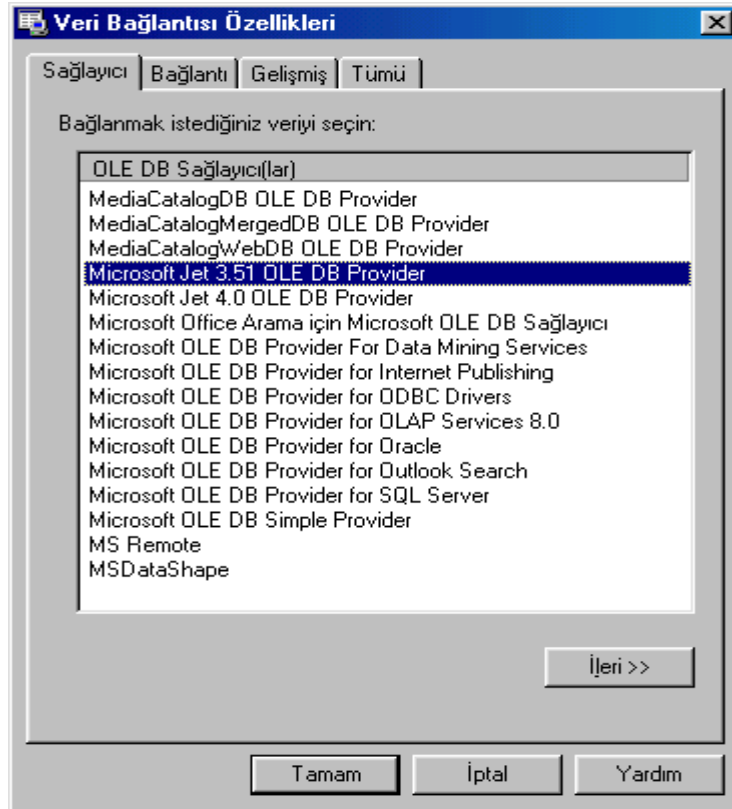 Veri Bağlantısı Özellikleri
Sağlayıcı Bağlantı Gelişmiş Tümü
Bağlanmak istediğiniz veriyi seçin:
OLE DB Sağlayıcı(lar)
MediaCatalogDB OLE DB Provider
MediaCatalogMergedDB OLE DB Provider
MediaCatalogWebDB OLE DB Provider
Microsoft Jet 3.51 OLE DB Provider
Microsoft Jet 4.0 OLE DB Provider
Microsoft Office Arama için Microsoft OLE DB Sağlayıcı
Microsoft OLE DB Provider For Data Mining Services
Microsoft OLE DB Provider for Internet Publishing
Microsoft OLE DB Provider for ODBC Drivers
Microsoft OLE DB Provider for OLAP Services 8.0
Microsoft OLE DB Provider for Oracle
Microsoft OLE DB Provider for Outlook Search
Microsoft OLE DB Provider for SQL Server
Microsoft OLE DB Simple Provider
MS Remote
MSDataShape
İleri >>
Tamam İptal Yardım